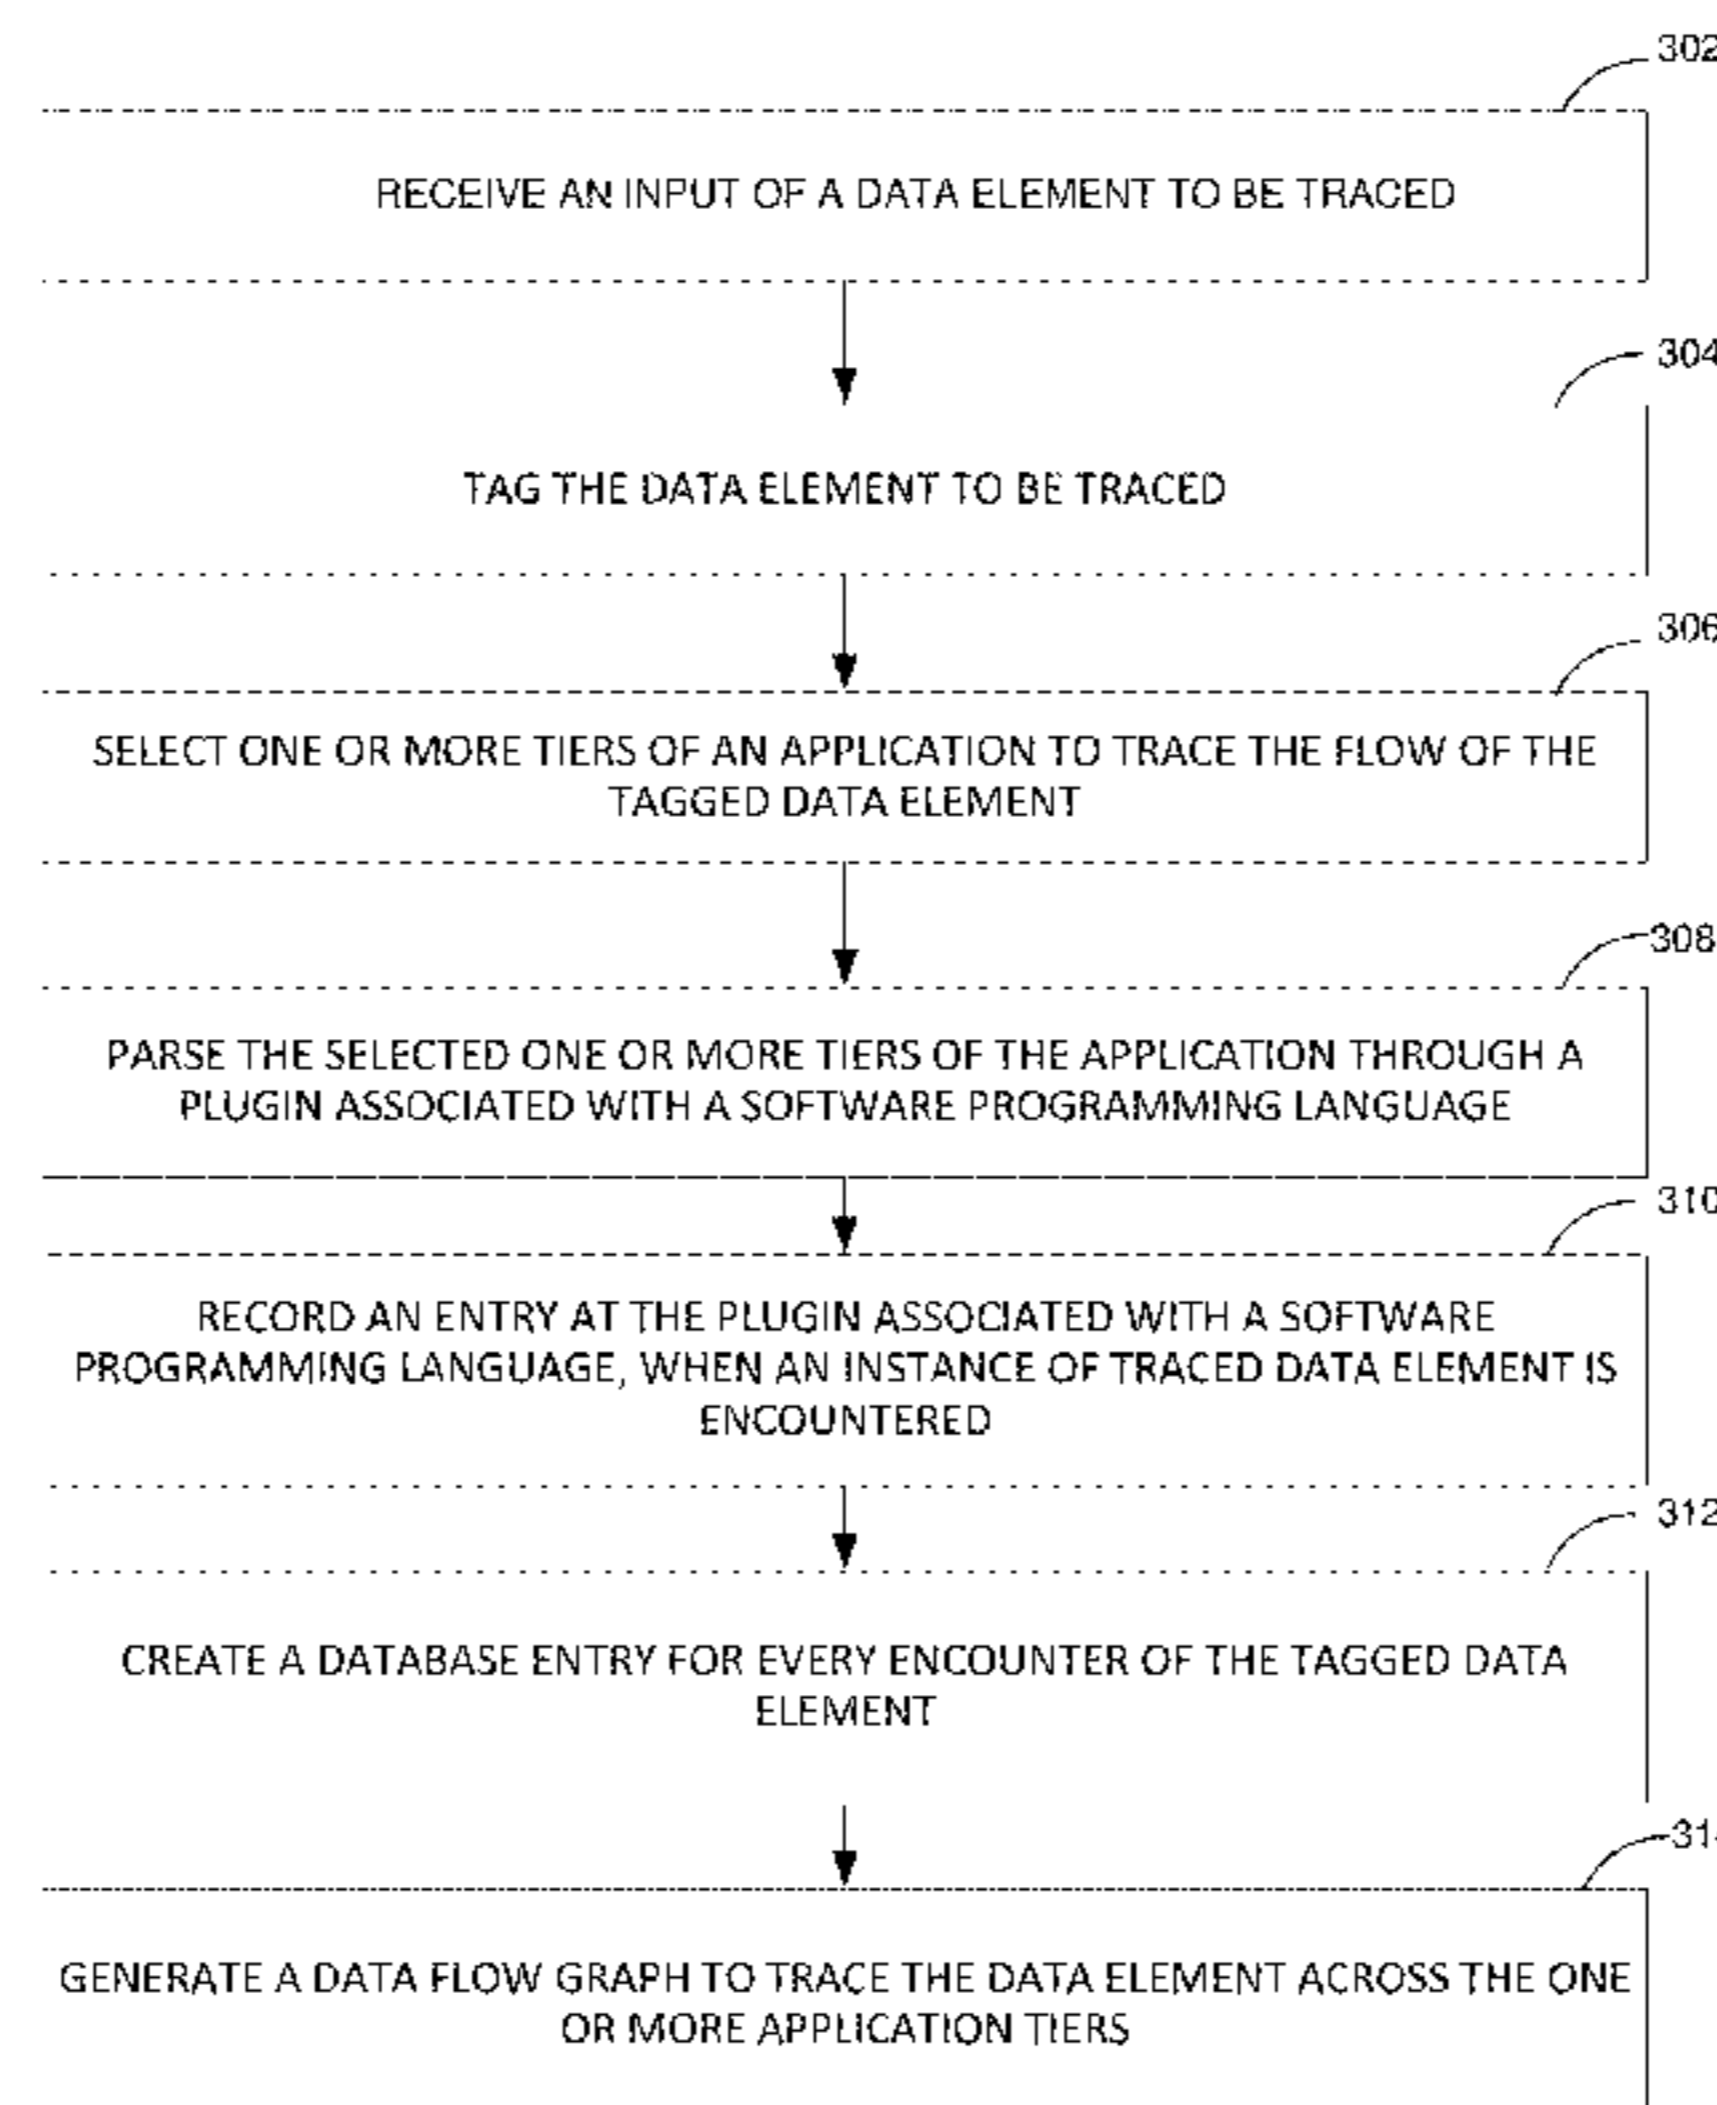 302
RECEIVE AN INPUT OF A DATA ELEMENT TO BE TRACED
304
TAG THE DATA ELEMENT TO BE TRACED
306
SELECT ONE OR MORE TIERS OF AN APPLICATION TO TRACE THE FLOW OF THE
TAGGED DATA ELEMENT
308
PARSE THE SELECTED ONE OR MORE TIERS OF THE APPLICATION THROUGH A
PLUGIN ASSOCIATED WITH A SOFTWARE PROGRAMMING LANGUAGE
310
RECORD AN ENTRY AT THE PLUGIN ASSOCIATED WITH A SOFTWARE
PROGRAMMING LANGUAGE, WHEN AN INSTANCE OF TRACED DATA ELEMENT IS
ENCOUNTERED
312
CREATE A DATABASE ENTRY FOR EVERY ENCOUNTER OF THE TAGGED DATA
ELEMENT
GENERATE A DATA FLOW GRAPH TO TRACE THE DATA ELEMENT ACROSS THE ONE
OR MORE APPLICATION TIERS